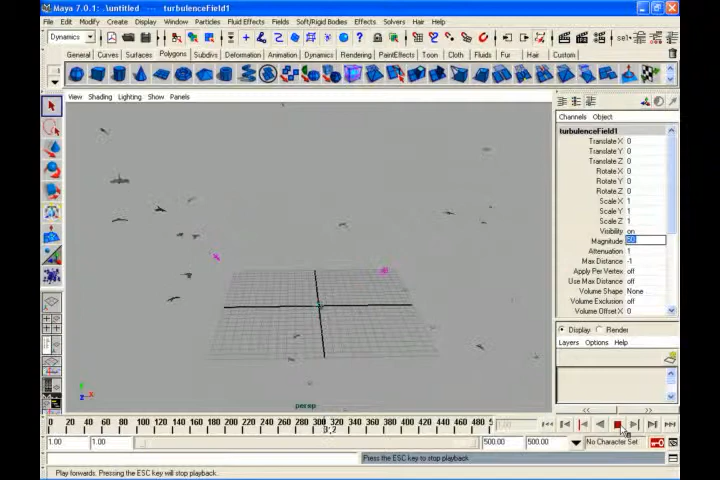 Maya 7.0.1: .\untitled --- turbulenceField1
File Edit Modify Create Display Window Particles Fluid Effects Fields Soft/Rigid Bodies Effects Solvers Hair Help
Dynamics
sel
General Curves Surfaces Polygons Subdivs Deformation Animation Dynamics Rendering PaintEffects Toon Cloth Fluids Fur Hair Custom
View Shading Lighting Show Panels
Channels Object
turbulenceField1
Translate X 0
Translate Y 0
Translate Z 0
Rotate X 0
Rotate Y 0
Rotate Z 0
Scale X 1
Scale Y 1
Scale Z 1
Visibility on
Magnitude 50
Attenuation 1
Max Distance -1
Apply Per Vertex off
Use Max Distance off
Volume Shape None
Volume Exclusion off
Volume Offset X 0
Display Render
Layers Options Help
persp
0 20 40 60 80 100 120 140 160 180 200 220 240 260 280 300 320 340 360 380 400 420 440 460 480 5
1.00 1.00 500.00 500.00 No Character Set
Press the ESC key to stop playback
Play forwards. Pressing the ESC key will stop playback.